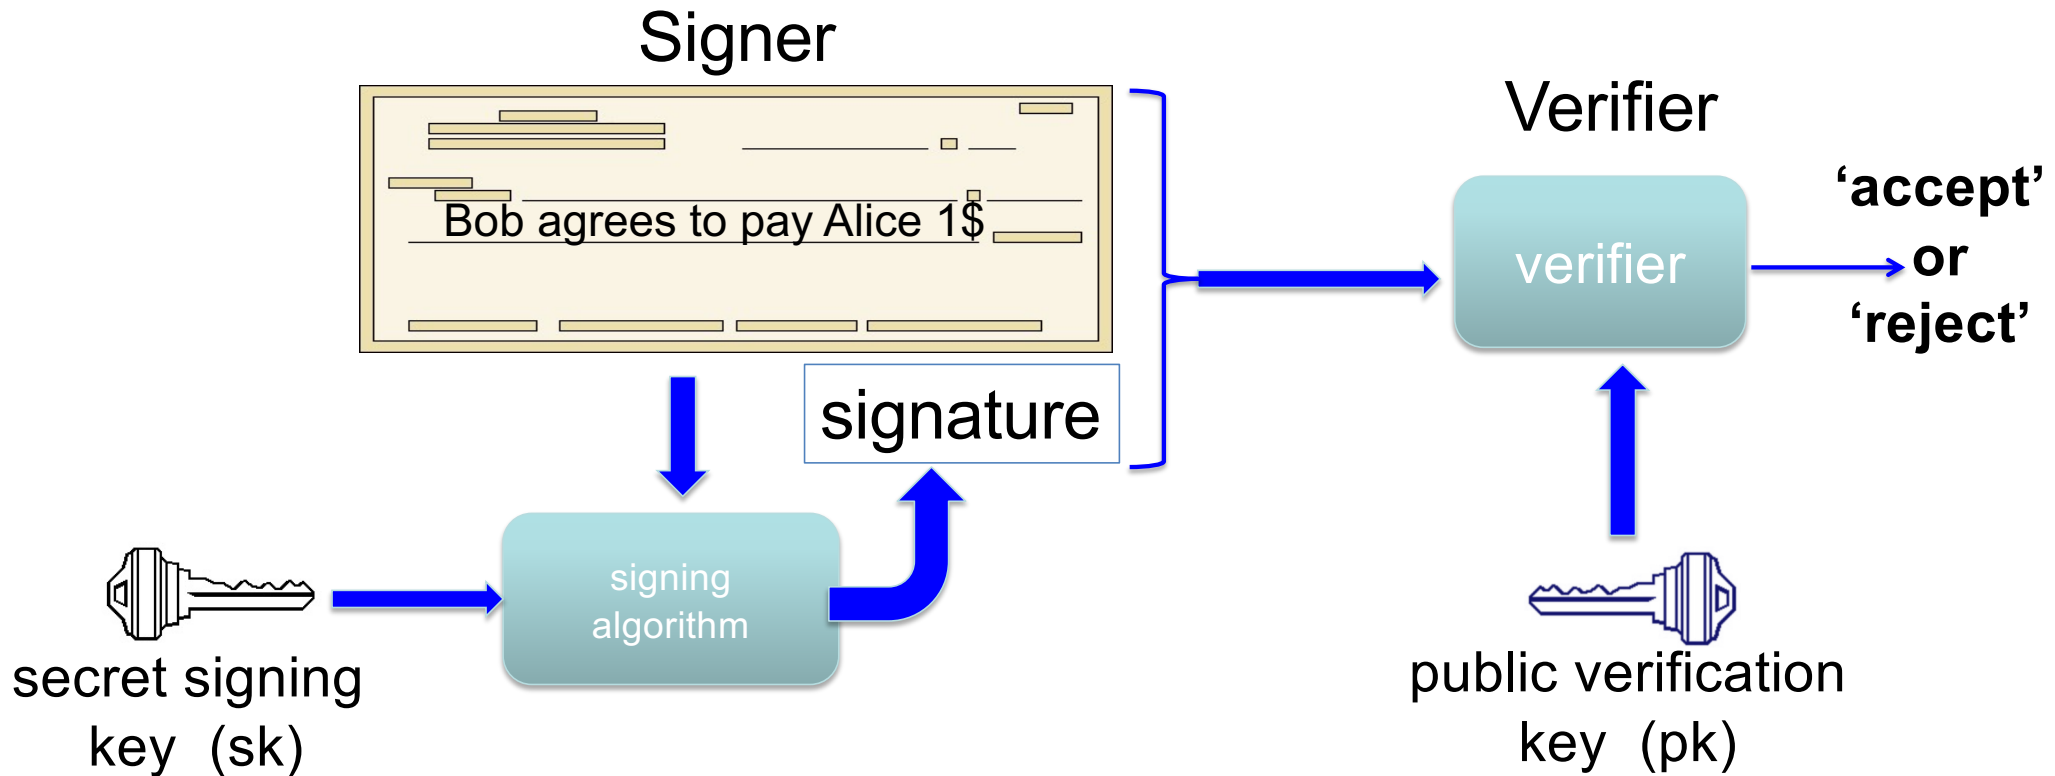 Signer
Bob agrees to pay Alice 1$
signature
signing
algorithm
secret signing
key (sk)
Verifier
verifier
‘accept’
or
‘reject’
public verification
key (pk)